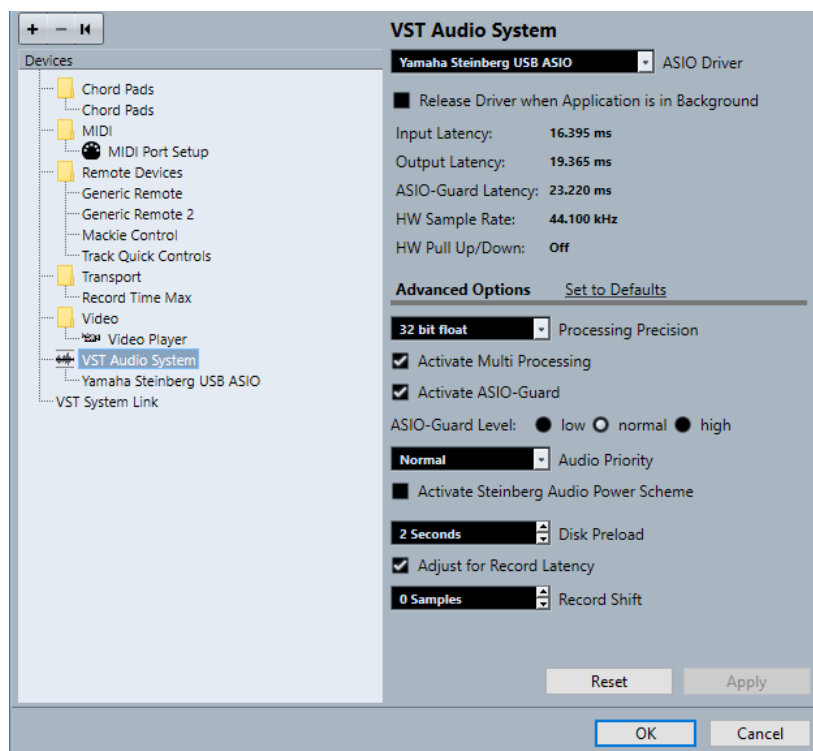 Devices
Chord Pads
Chord Pads
MIDI
MIDI Port Setup
Remote Devices
Generic Remote
Generic Remote 2
Mackie Control
Track Quick Controls
Transport
Record Time Max
Video
Video Player
VST Audio System
Yamaha Steinberg USB ASIO
VST System Link
VST Audio System
Yamaha Steinberg USB ASIO ASIO Driver
Release Driver when Application is in Background
Input Latency: 16.395 ms
Output Latency: 19.365 ms
ASIO-Guard Latency: 23.220 ms
HW Sample Rate: 44.100 kHz
HW Pull Up/Down: Off
Advanced Options Set to Defaults
32 bit float Processing Precision
Activate Multi Processing
Activate ASIO-Guard
ASIO-Guard Level: low normal high
Normal Audio Priority
Activate Steinberg Audio Power Scheme
2 Seconds Disk Preload
Adjust for Record Latency
0 Samples Record Shift
Reset Apply
OK Cancel